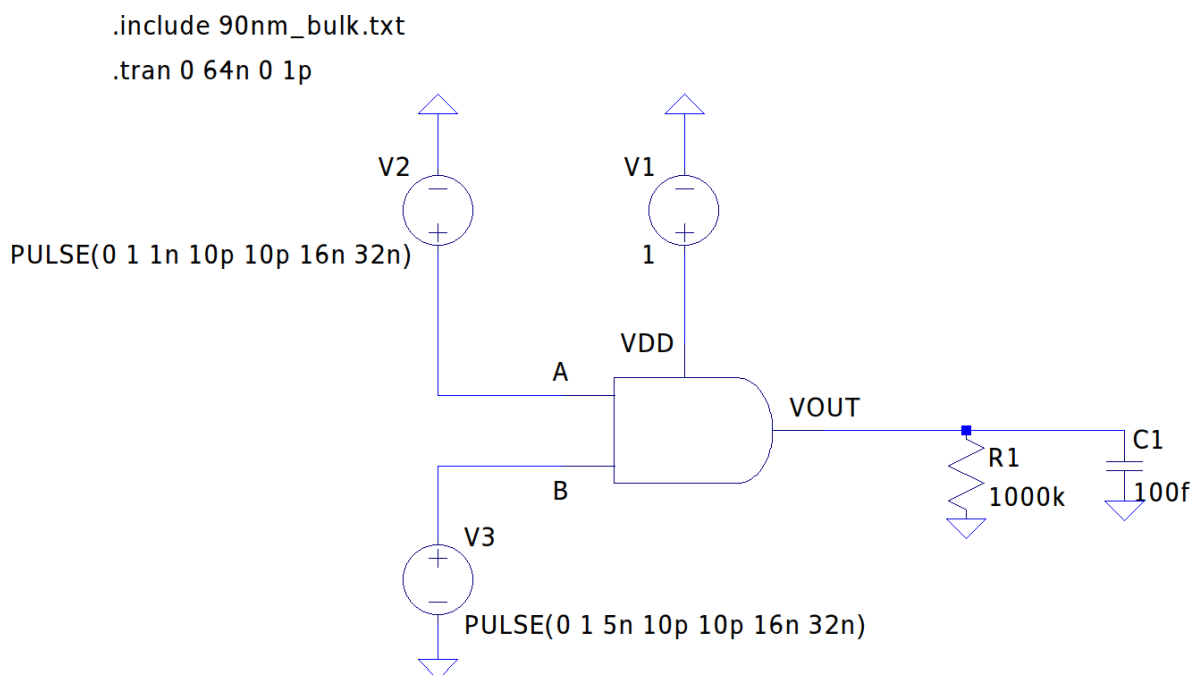 .include 90nm_bulk.txt
.tran 0 64n 0 1p
V2
V1
PULSE(0 1 1n 10p 10p 16n 32n)
1
VDD
A
VOUT
C1
R1
B
1000k
100f
V3
PULSE(0 1 5n 10p 10p 16n 32n)